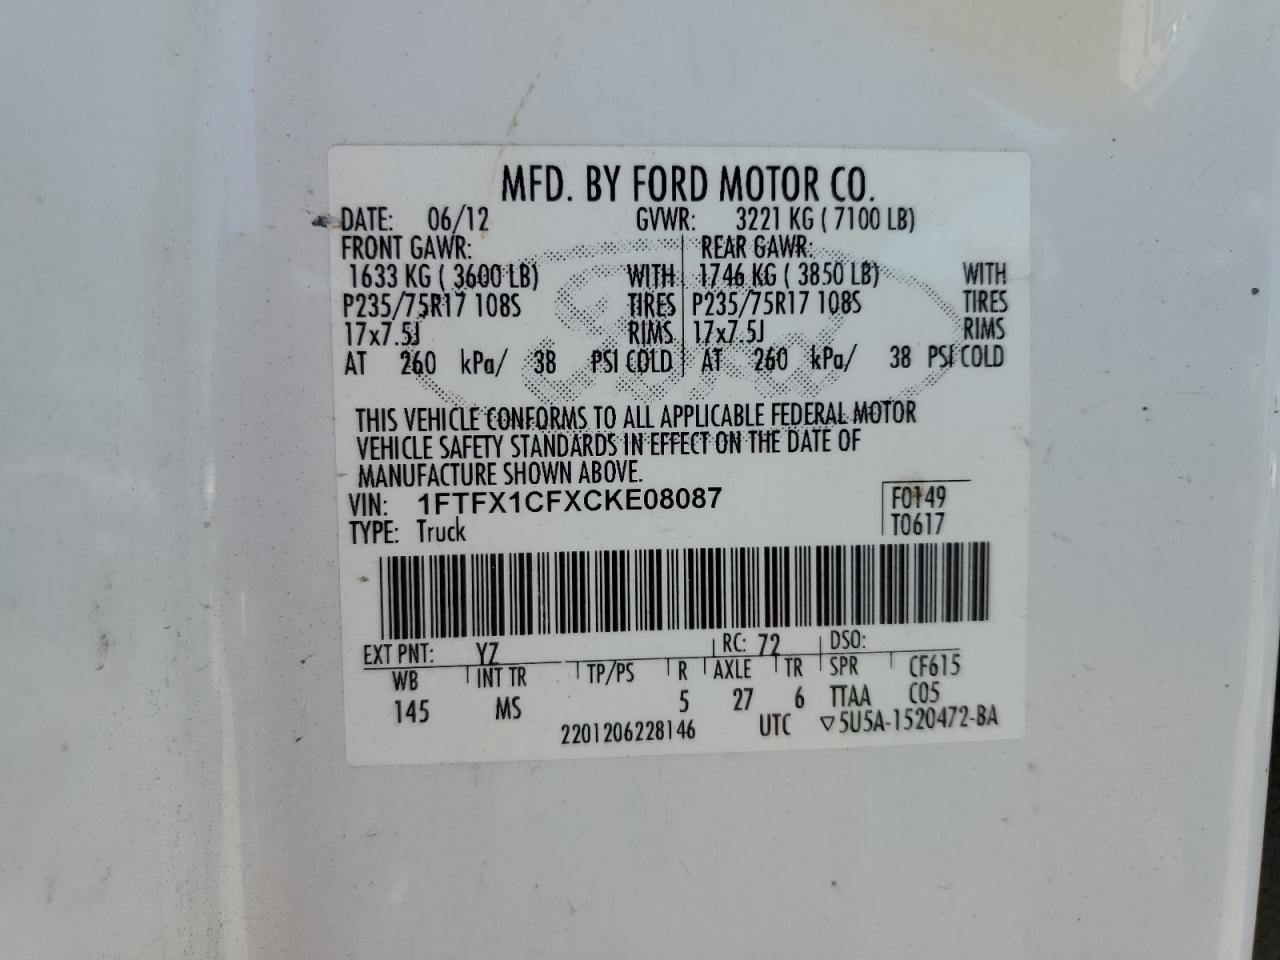 MFD. BY FORD MOTOR CO.
DATE: 06/12 GVWR: 3221 KG ( 7100 LB)
FRONT GAWR: REAR GAWR:
1633 KG ( 3600 LB) WITH 1746 KG ( 3850 LB) WITH
P235/75R17 108S TIRES P235/75R17 108S TIRES
17x7.5J RIMS 17x7.5J RIMS
AT 260 kPa/ 38 PSI COLD AT 260 kPa/ 38 PSI COLD
THIS VEHICLE CONFORMS TO ALL APPLICABLE FEDERAL MOTOR
VEHICLE SAFETY STANDARDS IN EFFECT ON THE DATE OF
MANUFACTURE SHOWN ABOVE.
VIN: 1FTFX1CFXCKE08087 F0149
TYPE: Truck T0617
EXT PNT: YZ RC: 72 DSO:
WB INT TR TP/PS R AXLE TR SPR CF615
145 MS 5 27 6 TTAA C05
2201206228146 UTC ▽5U5A-1520472-BA